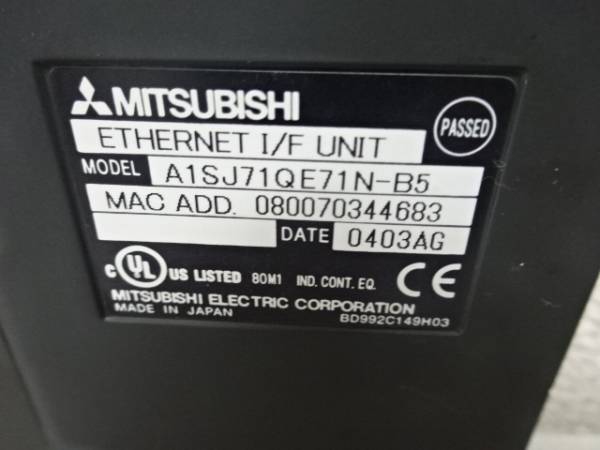 MITSUBISHI
PASSED
ETHERNET I/F UNIT
MODEL A1SJ71QE71N-B5
MAC ADD. 080070344683
DATE 0403AG
C UL US LISTED 80M1 IND. CONT. EQ. CE
MITSUBISHI ELECTRIC CORPORATION
MADE IN JAPAN BD992C149H03